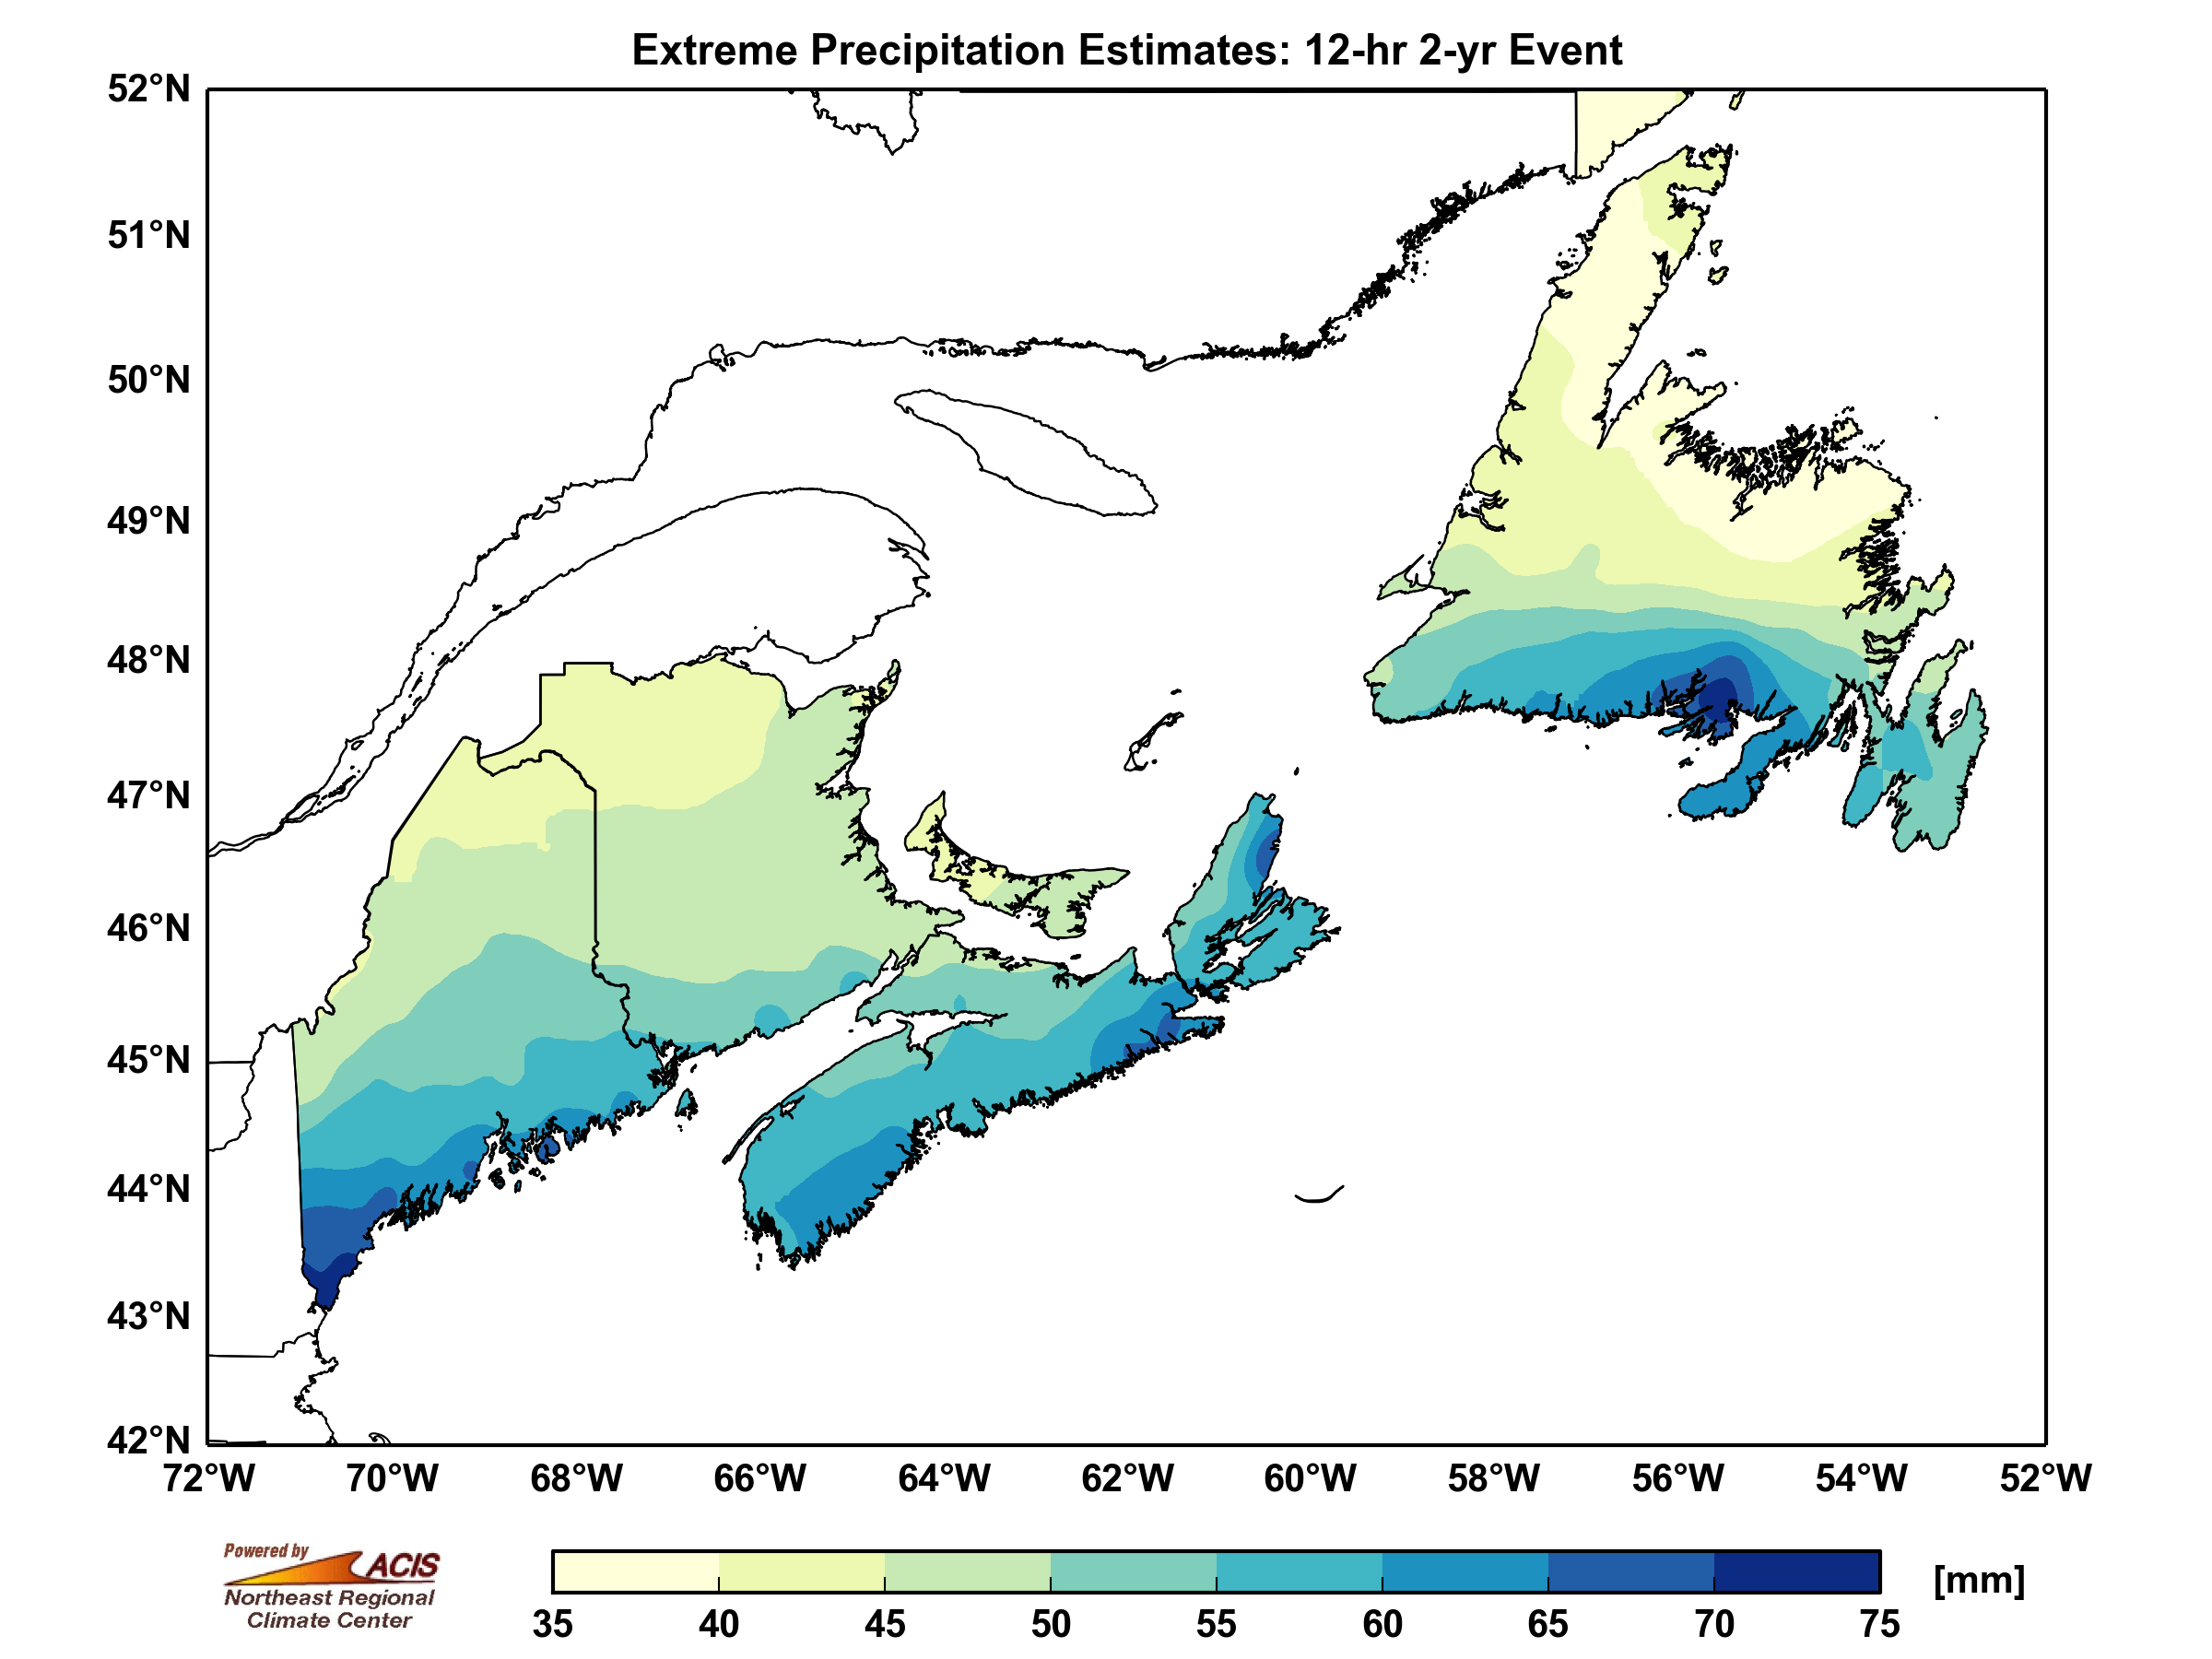 Extreme Precipitation Estimates: 12-hr 2-yr Event
52°N
51°N
50°N
49°N
48°N
47°N
46°N
45°N
44°N
43°N
42°N
72°W 70°W 68°W 66°W 64°W 62°W 60°W 58°W 56°W 54°W 52°W
Powered by
ACIS
Northeast Regional
Climate Center
[mm]
35 40 45 50 55 60 65 70 75